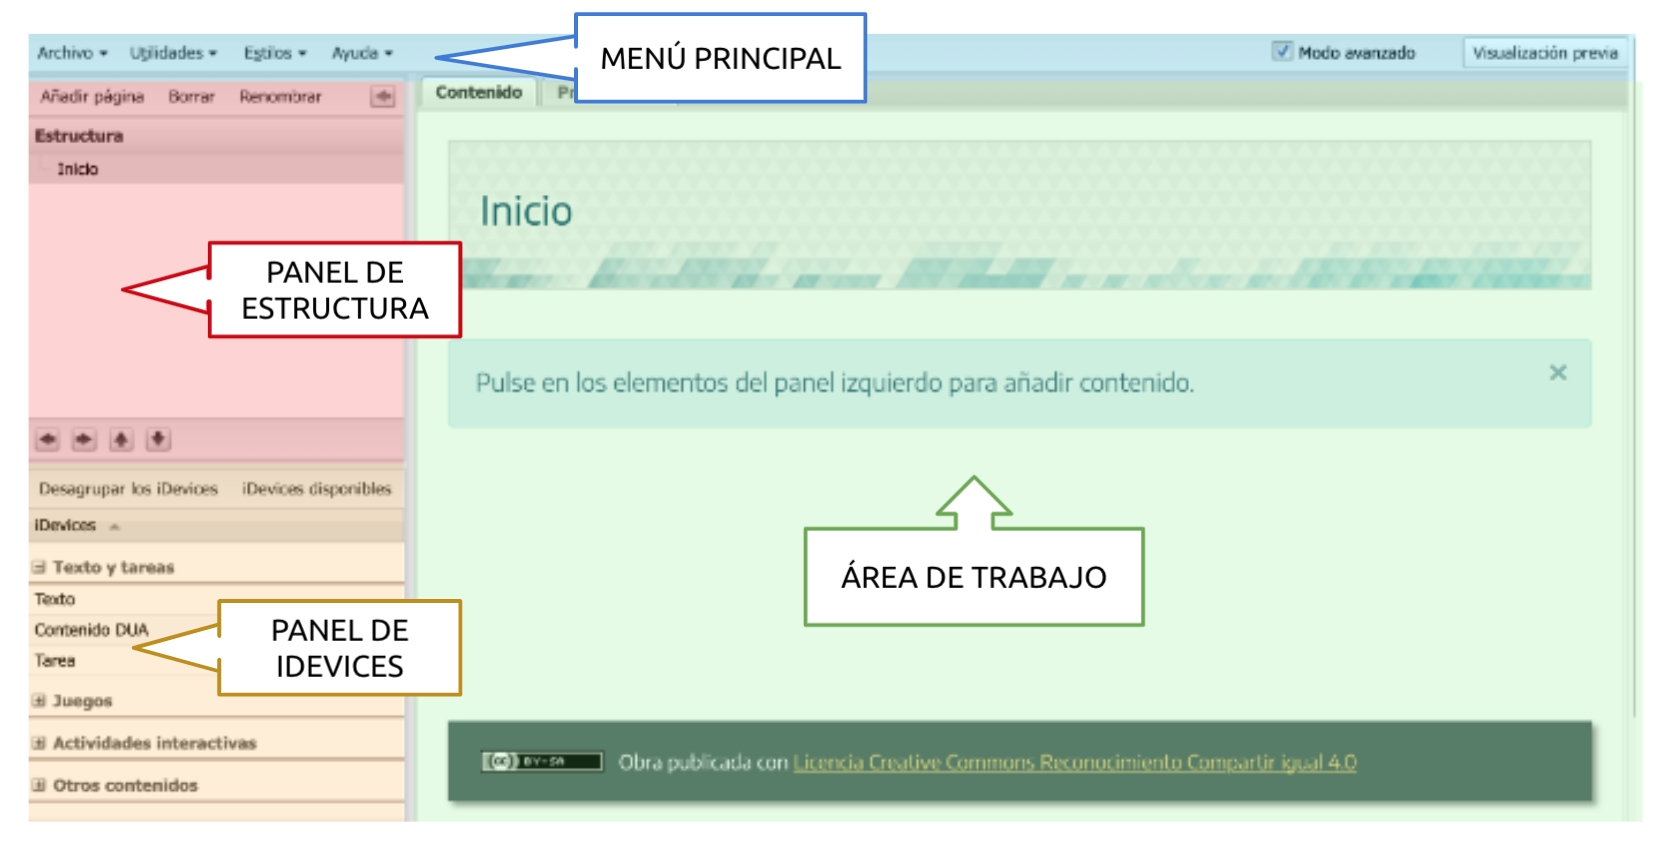 Archivo Utilidades Estilos Ayuda
MENÚ PRINCIPAL
Modo avanzado Visualización previa
Añadir página Borrar Renombrar
Contenido
Estructura
Inicio
Inicio
PANEL DE
ESTRUCTURA
Pulse en los elementos del panel izquierdo para añadir contenido.
Desagrupar los iDevices iDevices disponibles
iDevices
Texto y tareas
Texto
Contenido DUA
Tarea
PANEL DE
IDEVICES
ÁREA DE TRABAJO
Juegos
Actividades interactivas
Otros contenidos
(cc) BY-SA Obra publicada con Licencia Creative Commons Reconocimiento Compartir igual 4.0